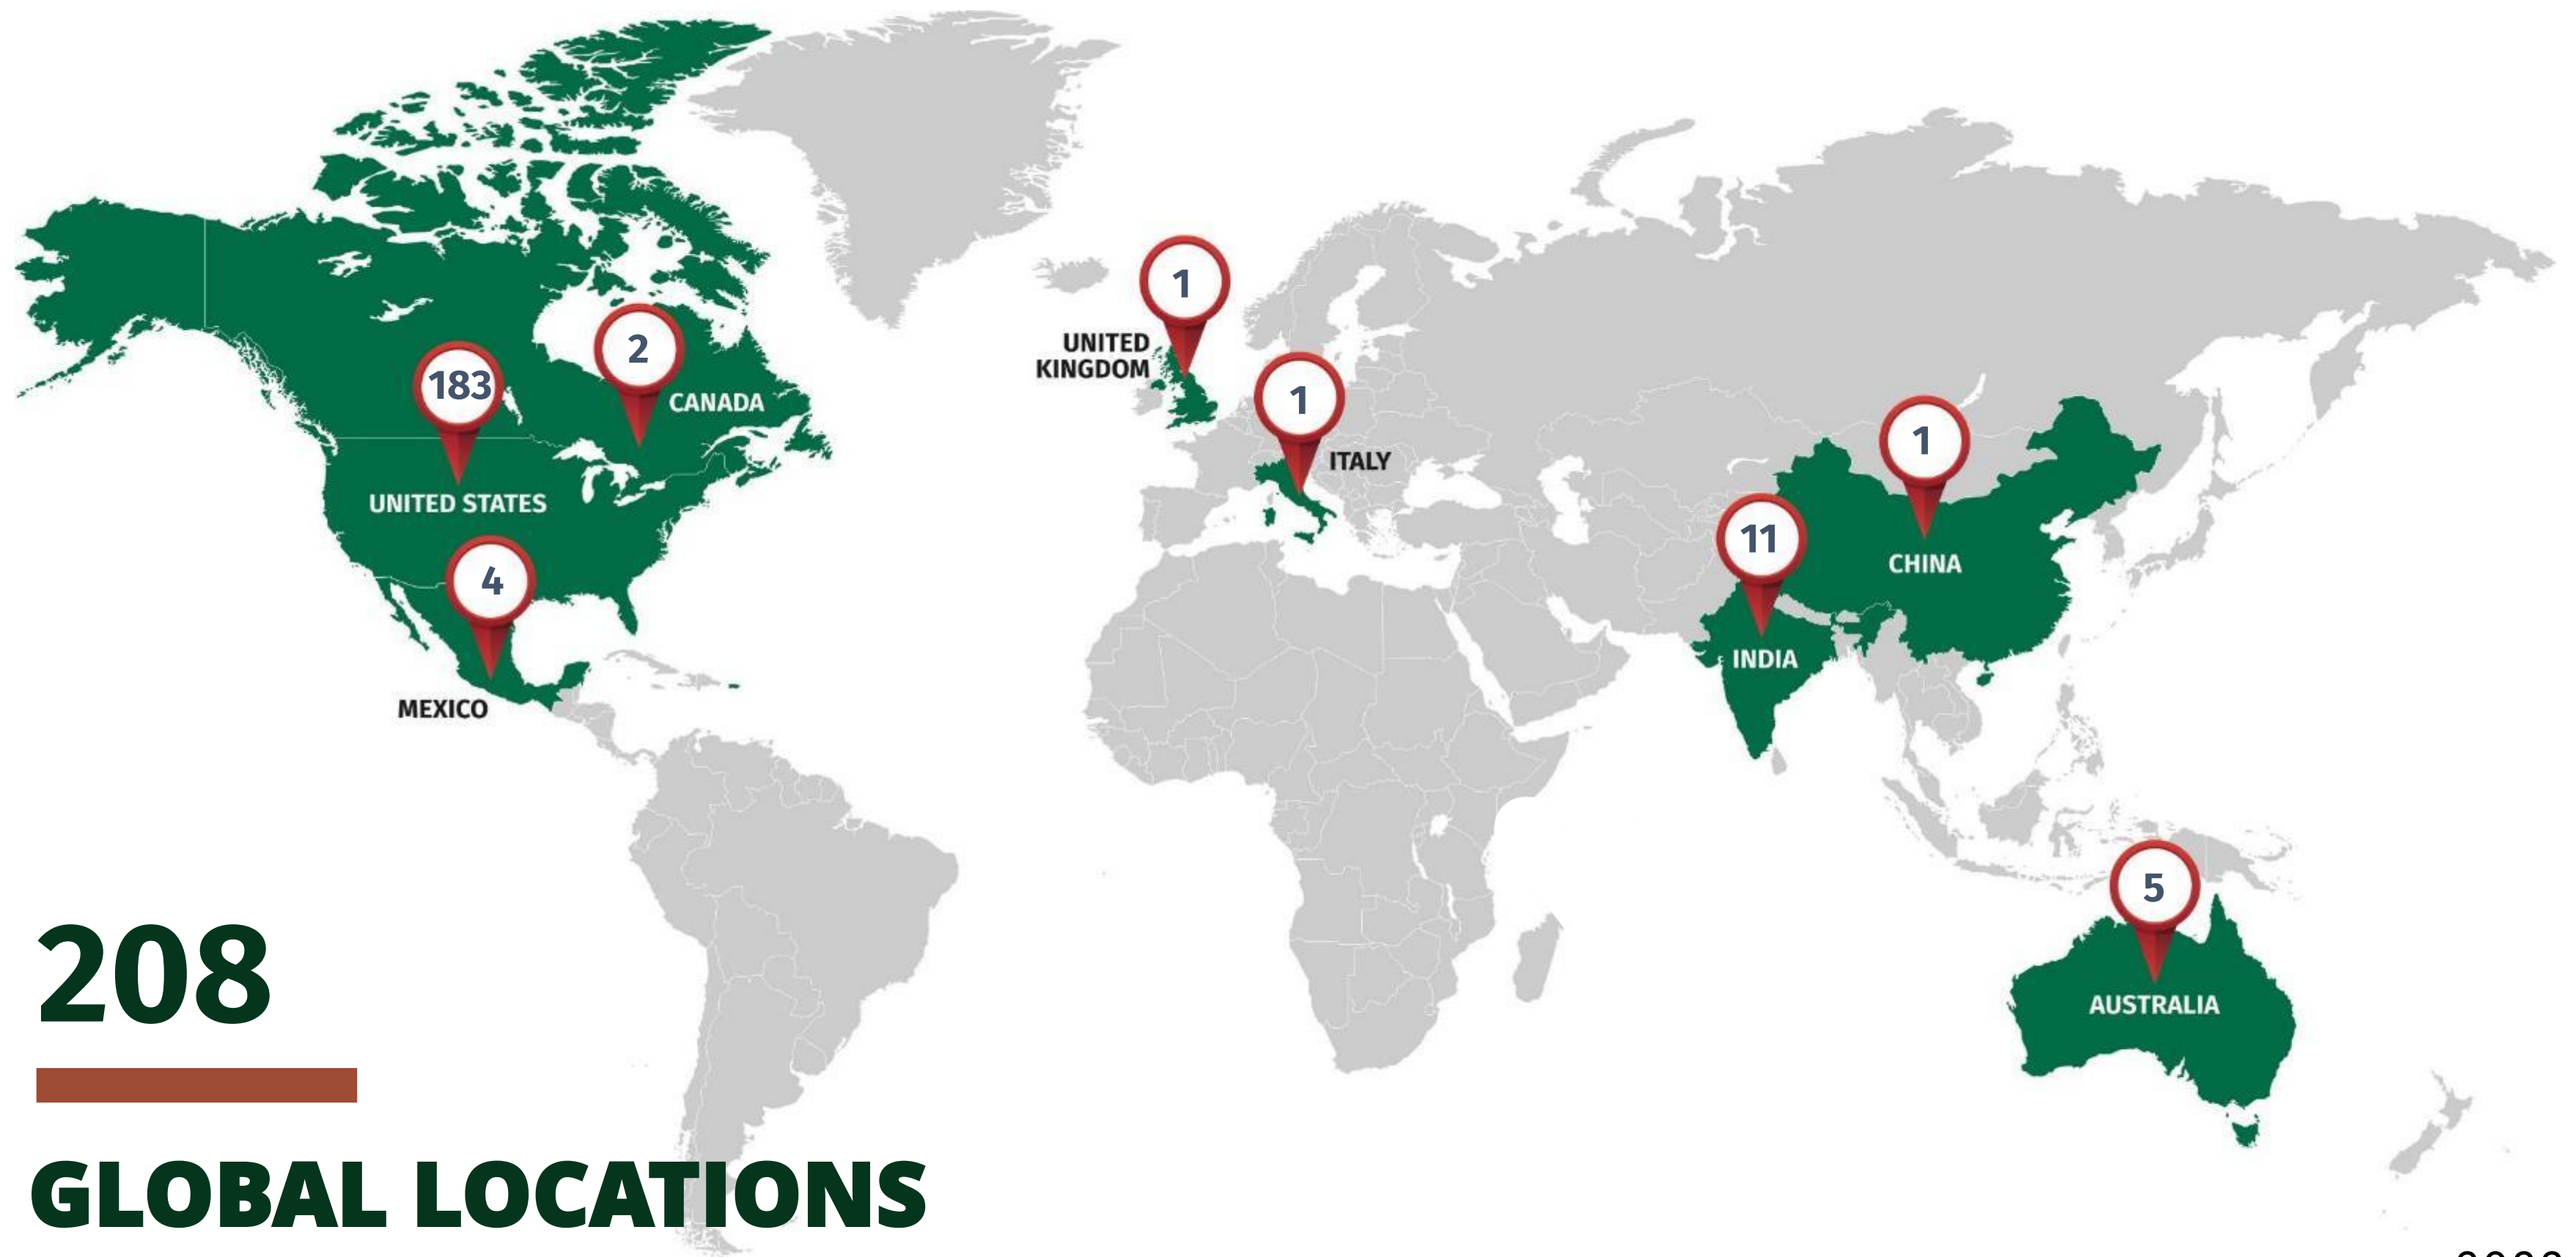 1
UNITED
KINGDOM
2
183
CANADA
1
ITALY
1
UNITED STATES
11
CHINA
4
INDIA
MEXICO
5
AUSTRALIA
208
GLOBAL LOCATIONS